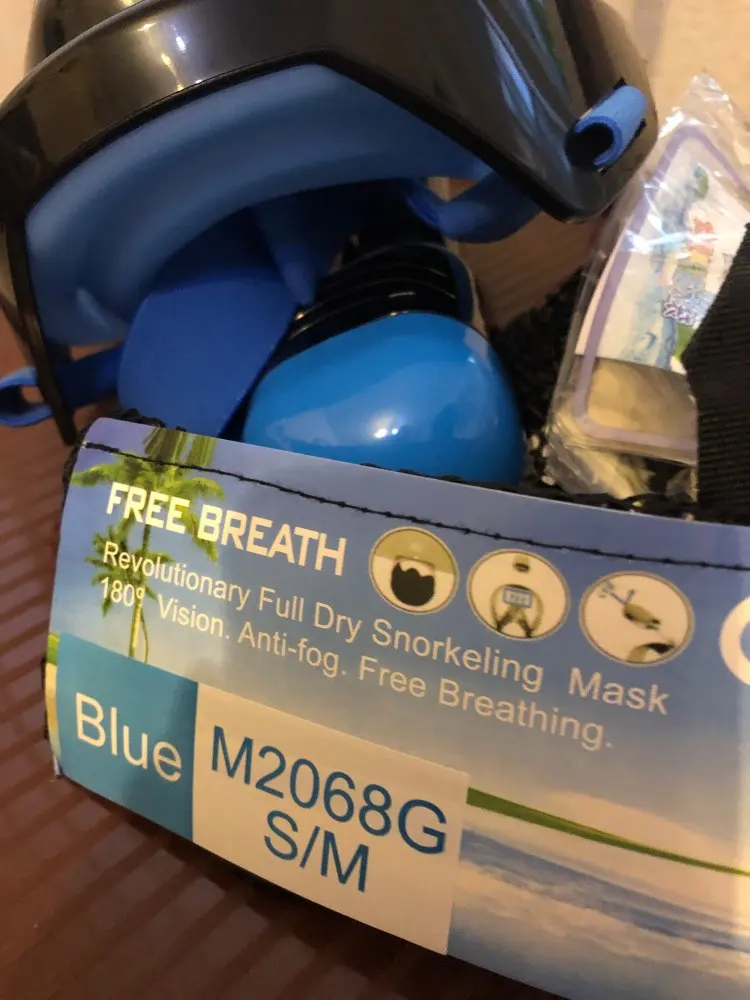 FREE BREATH
Revolutionary Full Dry Snorkeling Mask
180° Vision. Anti-fog. Free Breathing.
Blue
M2068G
S/M